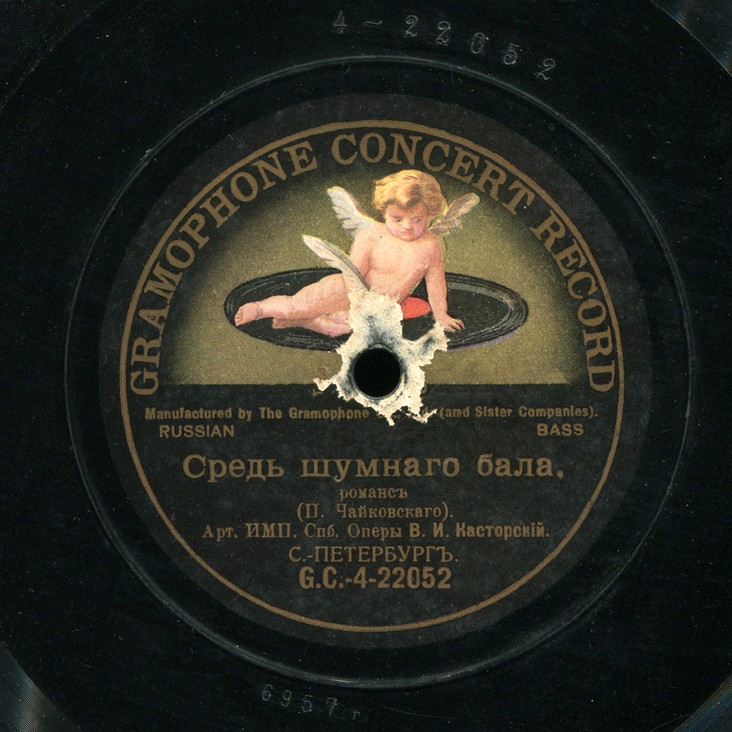 4-22052
GRAMOPHONE CONCERT RECORD
Manufactured by The Gramophone (and Sister Companies).
RUSSIAN BASS
Средь шумнаго бала.
романсъ
(П. Чайковскаго).
Арт. ИМП. Спб. Оперы В. И. Касторскій.
С.-ПЕТЕРБУРГЪ.
G.C.-4-22052
6957 r